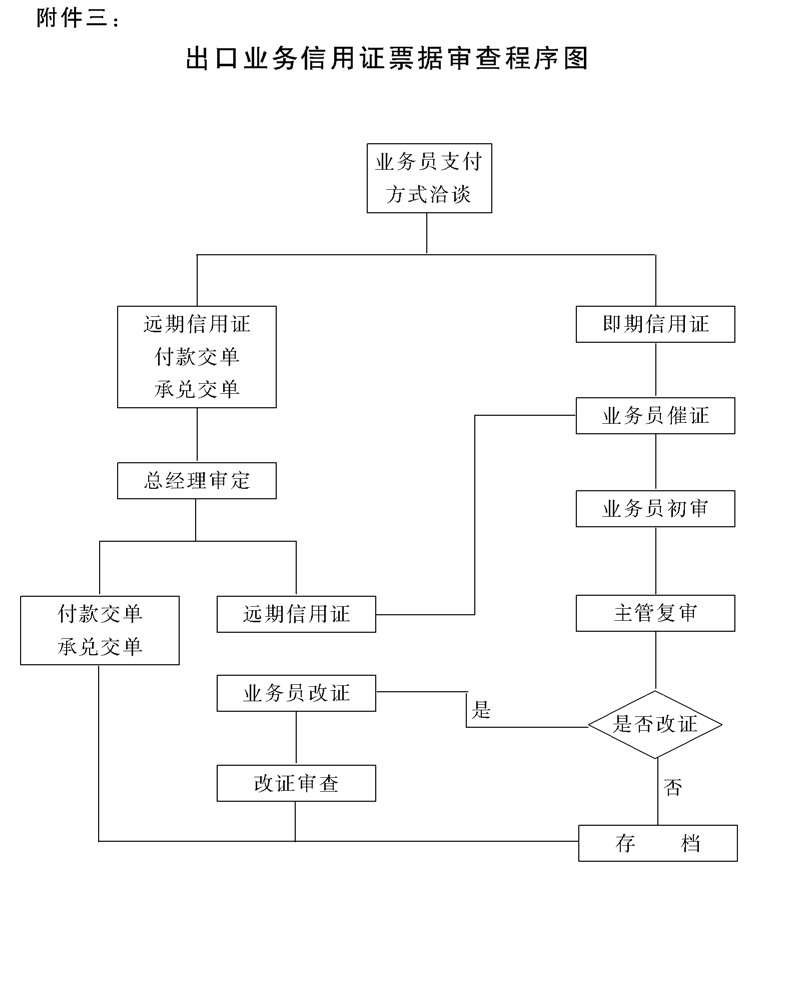 附件三：
出口业务信用证票据审查程序图
业务员支付
方式洽谈
远期信用证
付款交单
承兑交单
即期信用证
业务员催证
总经理审定
业务员初审
付款交单
承兑交单
远期信用证
主管复审
业务员改证
是
是否改证
改证审查
否
存 档